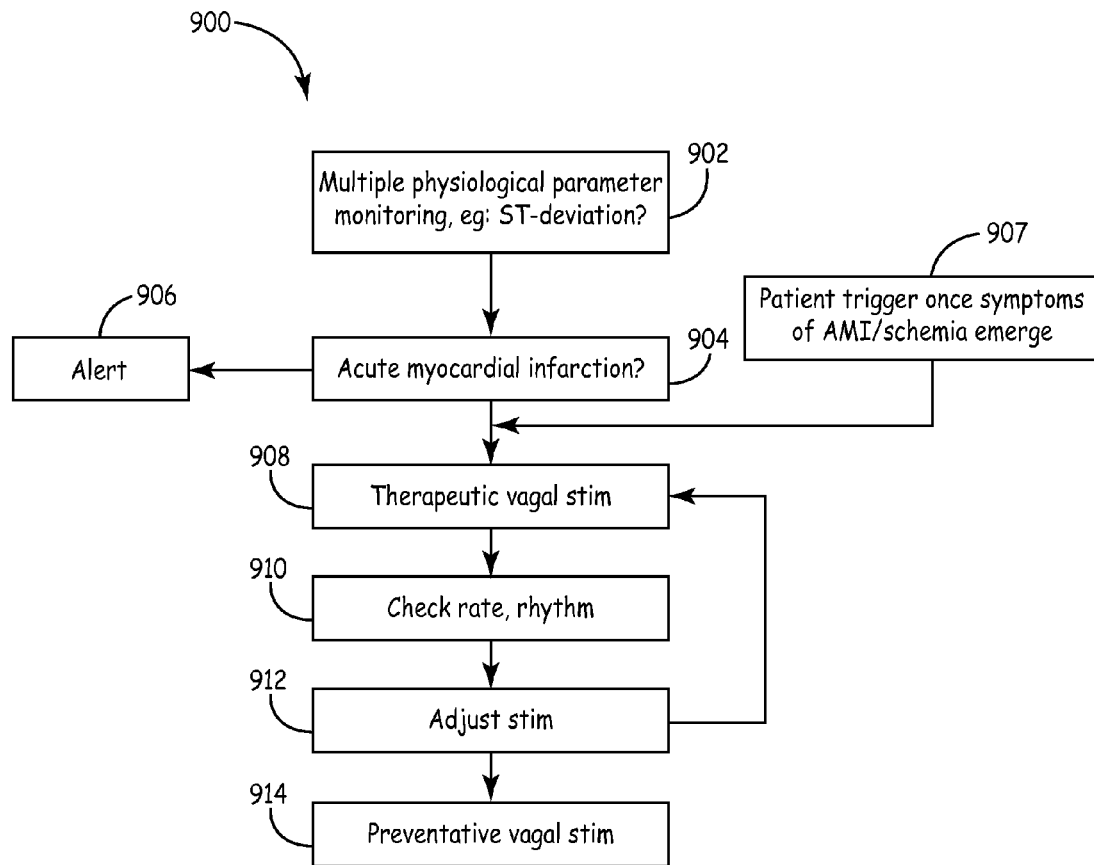 900
902
Multiple physiological parameter
monitoring, eg: ST-deviation?
907
Patient trigger once symptoms
of AMI/schemia emerge
906
Alert
904
Acute myocardial infarction?
908
Therapeutic vagal stim
910
Check rate, rhythm
912
Adjust stim
914
Preventative vagal stim